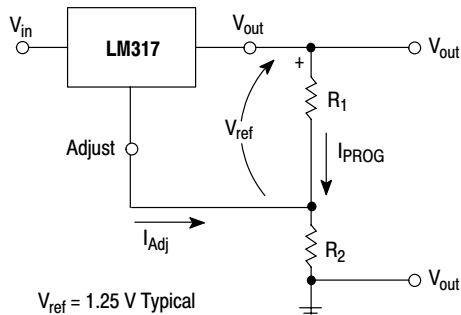 V_in
LM317
V_out
V_out
+
R_1
V_ref
I_PROG
Adjust
I_Adj
R_2
V_out
V_ref = 1.25 V Typical